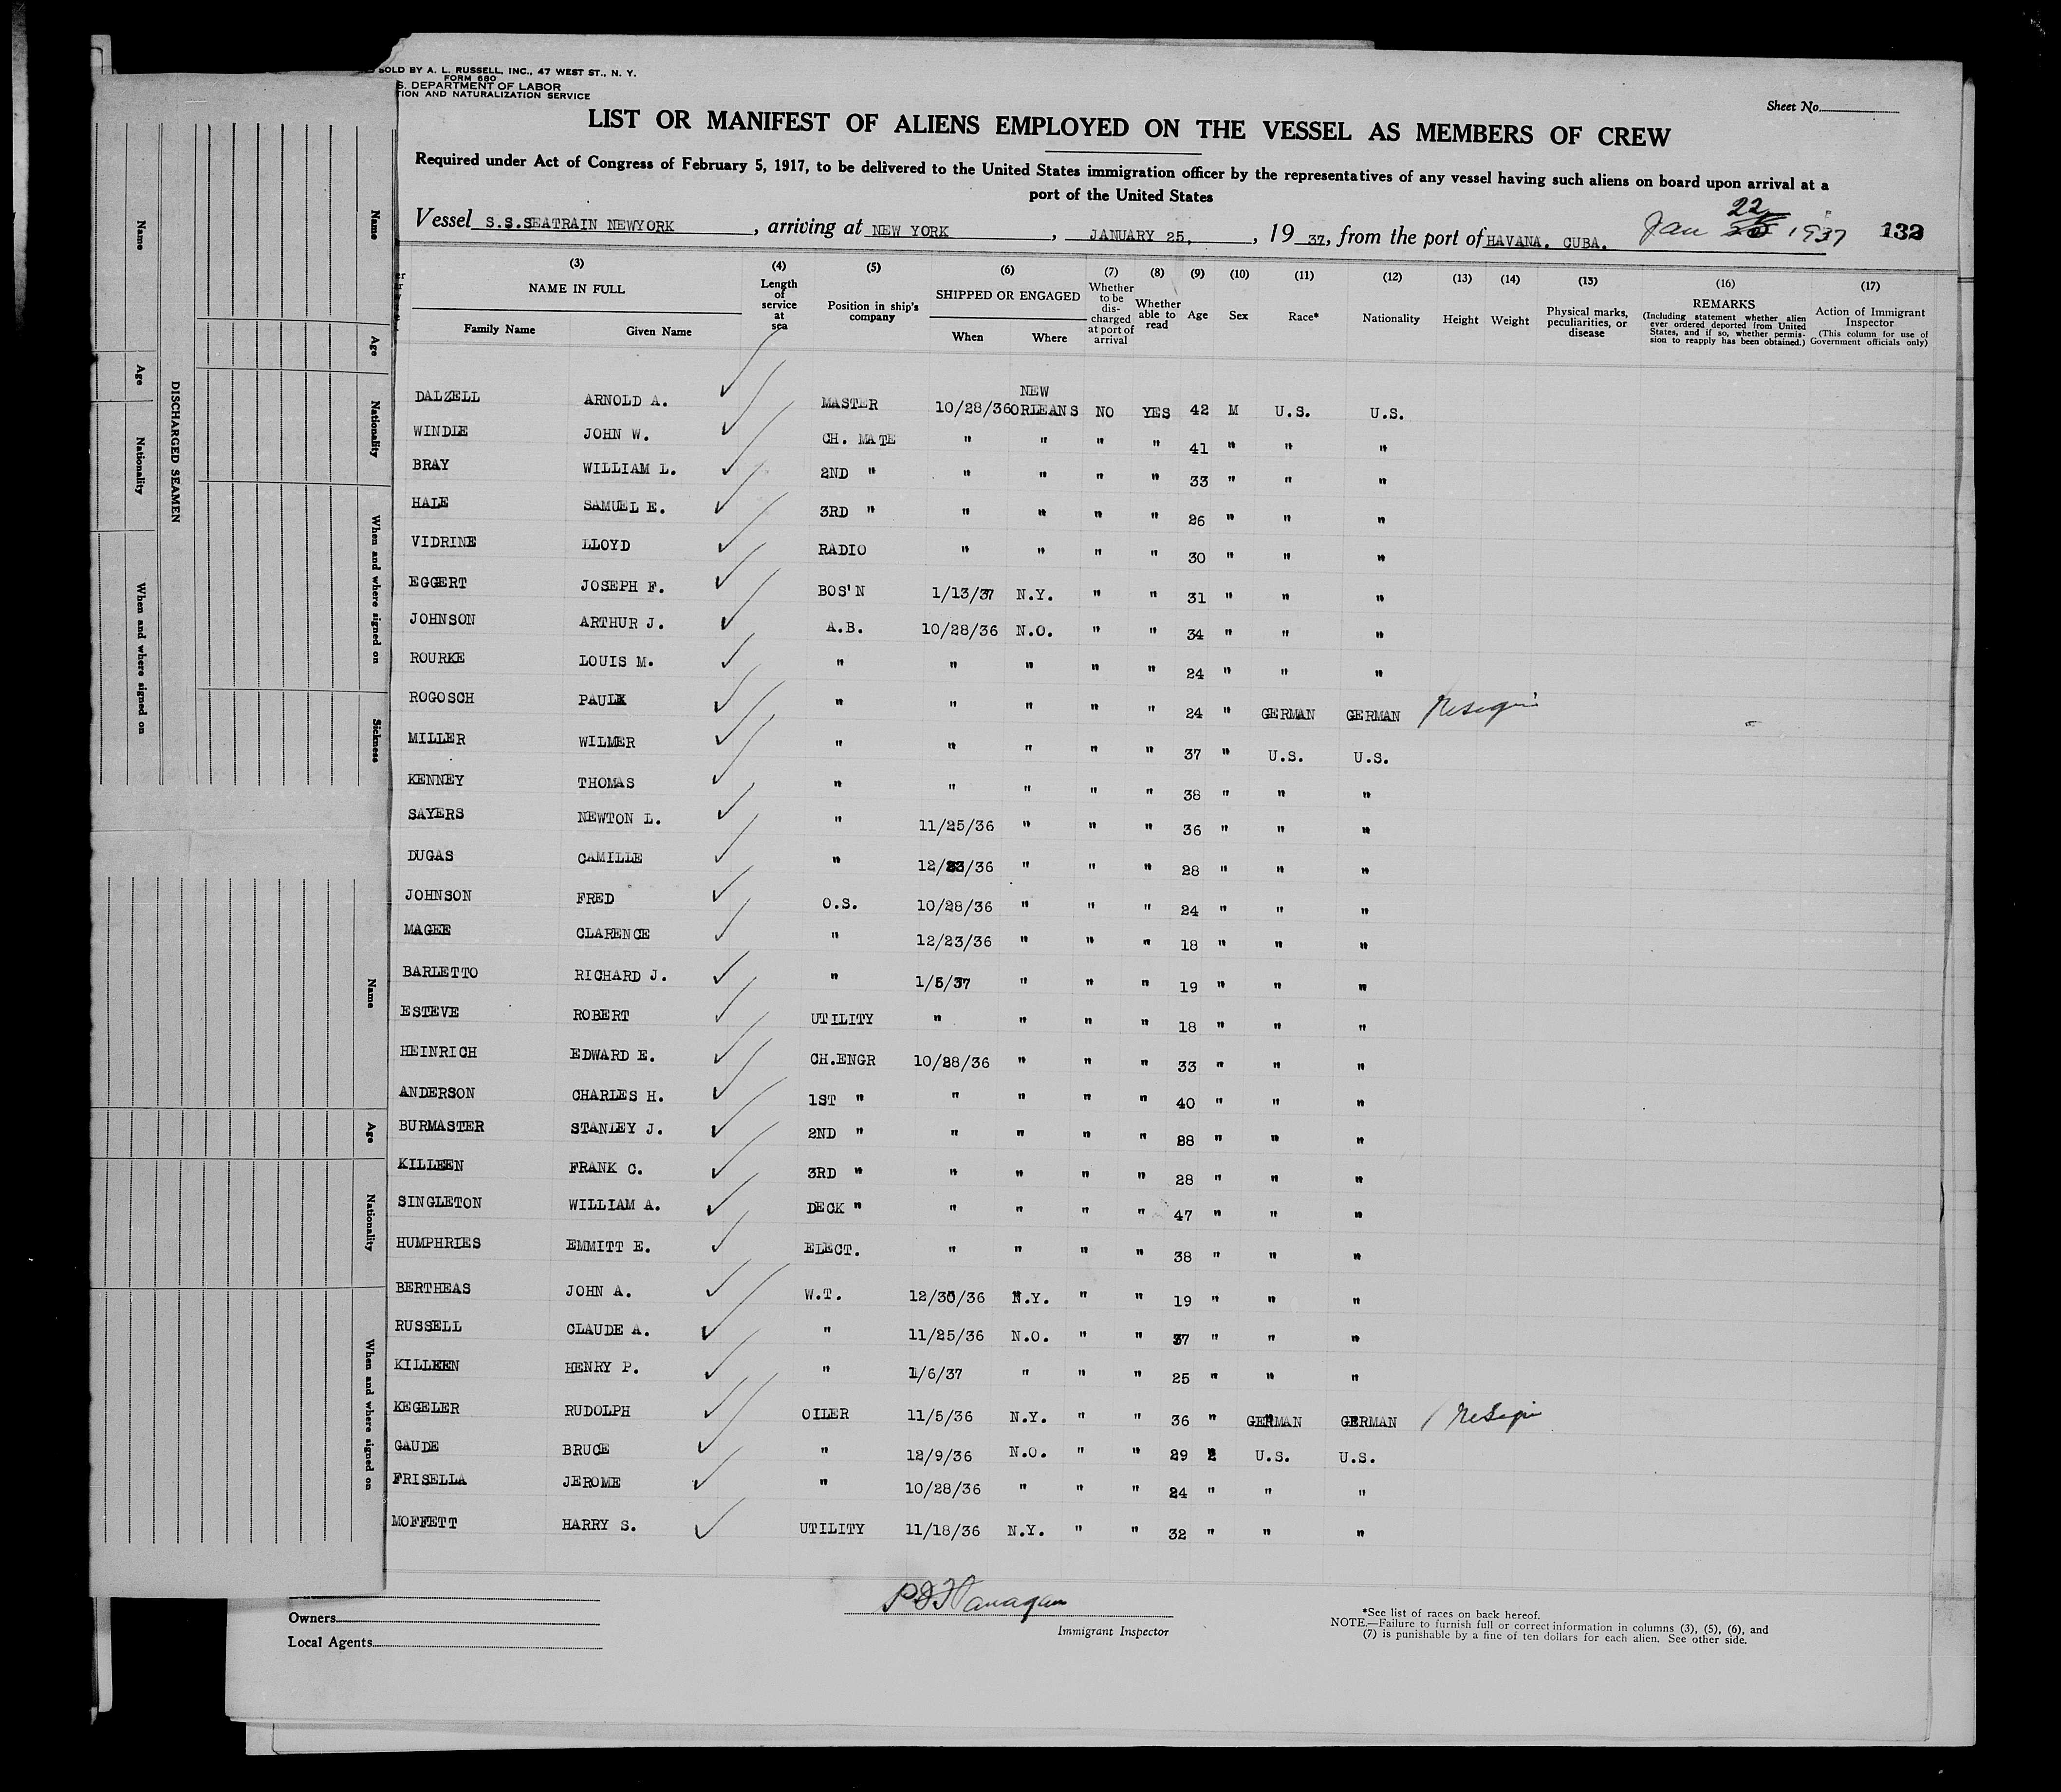 SOLD BY A. L. RUSSELL, INC., 47 WEST ST., N. Y.
FORM 680
S. DEPARTMENT OF LABOR
TION AND NATURALIZATION SERVICE
Sheet No.
LIST OR MANIFEST OF ALIENS EMPLOYED ON THE VESSEL AS MEMBERS OF CREW
Required under Act of Congress of February 5, 1917, to be delivered to the United States immigration officer by the representatives of any vessel having such aliens on board upon arrival at a
port of the United States
Vessel S.S.SEATRAIN NEWYORK, arriving at NEW YORK, JANUARY 25, 1937, from the port of HAVANA. CUBA. Jan 22 1937 132
(3) (4) (5) (6) (7) (8) (9) (10) (11) (12) (13) (14) (15) (16) (17)
NAME IN FULL
Family Name Given Name
Length of service at sea
Position in ship's company
SHIPPED OR ENGAGED
When Where
Whether to be discharged at port of arrival
Whether able to read
Age Sex Race* Nationality Height Weight
Physical marks, peculiarities, or disease
REMARKS
(Including statement whether alien ever ordered deported from United States, and if so, whether permission to reapply has been obtained.)
Action of Immigrant Inspector
(This column for use of Government officials only)
DALZELL ARNOLD A. MASTER 10/28/36 NEW ORLEANS NO YES 42 M U.S. U.S.
WINDLE JOHN W. CH. MATE " " " " 41 " " "
BRAY WILLIAM L. 2ND " " " " " 33 " " "
HALE SAMUEL E. 3RD " " " " " 26 " " "
VIDRINE LLOYD RADIO " " " " 30 " " "
EGGERT JOSEPH F. BOS'N 1/13/37 N.Y. " " 31 " " "
JOHNSON ARTHUR J. A.B. 10/28/36 N.O. " " 34 " " "
ROURKE LOUIS M. " " " " " 24 " " "
ROGOSCH PAUL " " " " " 24 " GERMAN GERMAN
MILLER WILMER " " " " " 37 " U.S. U.S.
KENNEY THOMAS " " " " " 38 " " "
SAYERS NEWTON L. " 11/25/36 " " " 36 " " "
DUGAS CAMILLE " 12/23/36 " " " 28 " " "
JOHNSON FRED O.S. 10/28/36 " " " 24 " " "
MAGEE CLARENCE " 12/23/36 " " " 18 " " "
BARLETTO RICHARD J. " 1/6/37 " " " 19 " " "
ESTEVE ROBERT UTILITY " " " " 18 " " "
HEINRICH EDWARD E. CH.ENGR 10/28/36 " " " 33 " " "
ANDERSON CHARLES H. 1ST " " " " " 40 " " "
BURMASTER STANLEY J. 2ND " " " " " 28 " " "
KILLEEN FRANK C. 3RD " " " " " 28 " " "
SINGLETON WILLIAM A. DECK " " " " " 47 " " "
HUMPHRIES EMMITT E. ELECT. " " " " 38 " " "
BERTHEAS JOHN A. W.T. 12/30/36 N.Y. " " 19 " " "
RUSSELL CLAUDE A. " 11/25/36 N.O. " " 37 " " "
KILLEEN HENRY P. " 1/6/37 " " " 25 " " "
KEGELER RUDOLPH OILER 11/5/36 N.Y. " " 36 " GERMAN GERMAN
GAUDE BRUCE " 12/9/36 N.O. " " 29 " U.S. U.S.
FRISELLA JEROME " 10/28/36 " " " 24 " " "
MOFFETT HARRY S. UTILITY 11/18/36 N.Y. " " 32 " " "
Owners
Local Agents
Immigrant Inspector
*See list of races on back hereof.
NOTE.—Failure to furnish full or correct information in columns (3), (5), (6), and
(7) is punishable by a fine of ten dollars for each alien. See other side.
DISCHARGED SEAMEN
Name Age Nationality When and where signed on
Name Age Nationality When and where signed on Sickness
Name Age Nationality When and where signed on